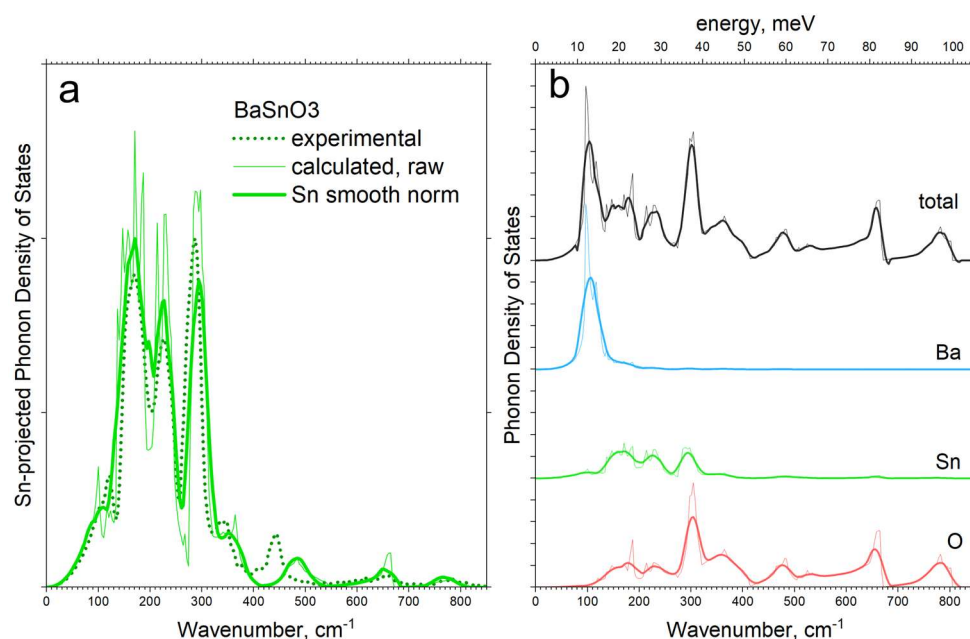 a
BaSnO3
experimental
calculated, raw
Sn smooth norm
Sn-projected Phonon Density of States
0 100 200 300 400 500 600 700 800
Wavenumber, cm-1
energy, meV
0 10 20 30 40 50 60 70 80 90 100
b
total
Ba
Sn
O
Phonon Density of States
0 100 200 300 400 500 600 700 800
Wavenumber, cm-1